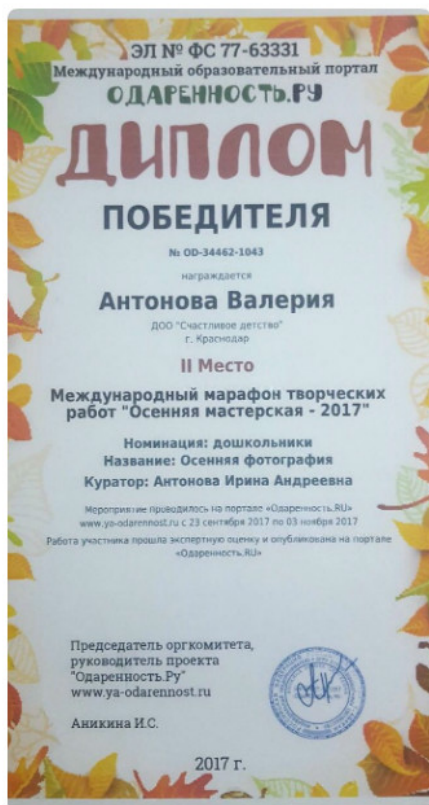 ЭЛ № ФС 77-63331
Международный образовательный портал
ОДАРЕННОСТЬ.РУ
ДИПЛОМ
ПОБЕДИТЕЛЯ
№ OD-34462-1043
награждается
Антонова Валерия
ДОО "Счастливое детство"
г. Краснодар
II Место
Международный марафон творческих
работ "Осенняя мастерская - 2017"
Номинация: дошкольники
Название: Осенняя фотография
Куратор: Антонова Ирина Андреевна
Мероприятие проводилось на портале «Одаренность.RU»
www.ya-odarennost.ru с 23 сентября 2017 по 03 ноября 2017
Работа участника прошла экспертную оценку и опубликована на портале
«Одаренность.RU»
Председатель оргкомитета,
руководитель проекта
"Одаренность.Ру"
www.ya-odarennost.ru
Аникина И.С.
2017 г.